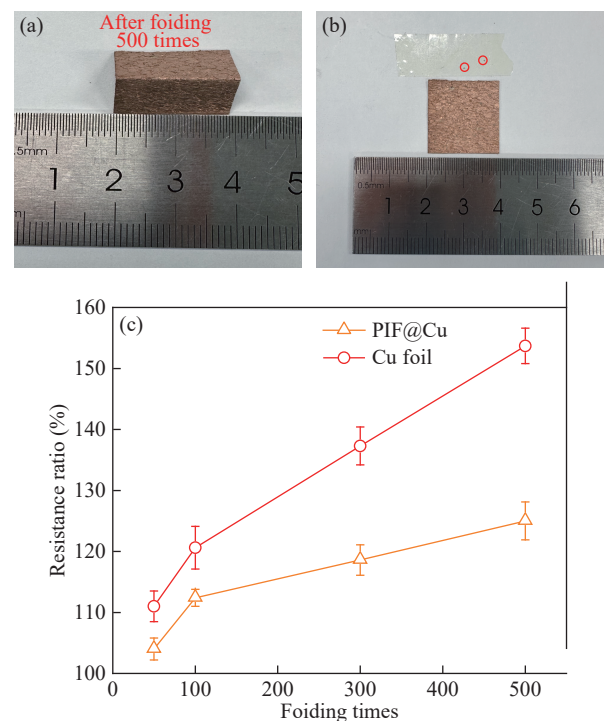 (a)
After foiding
500 times
.5mm
1 2 3 4 5
(b)
0.5mm
1 2 3 4 5 6
mm
(c)
PIF@Cu
Cu foil
Resistance ratio (%)
160
150
140
130
120
110
100
0 100 200 300 400 500
Foiding times